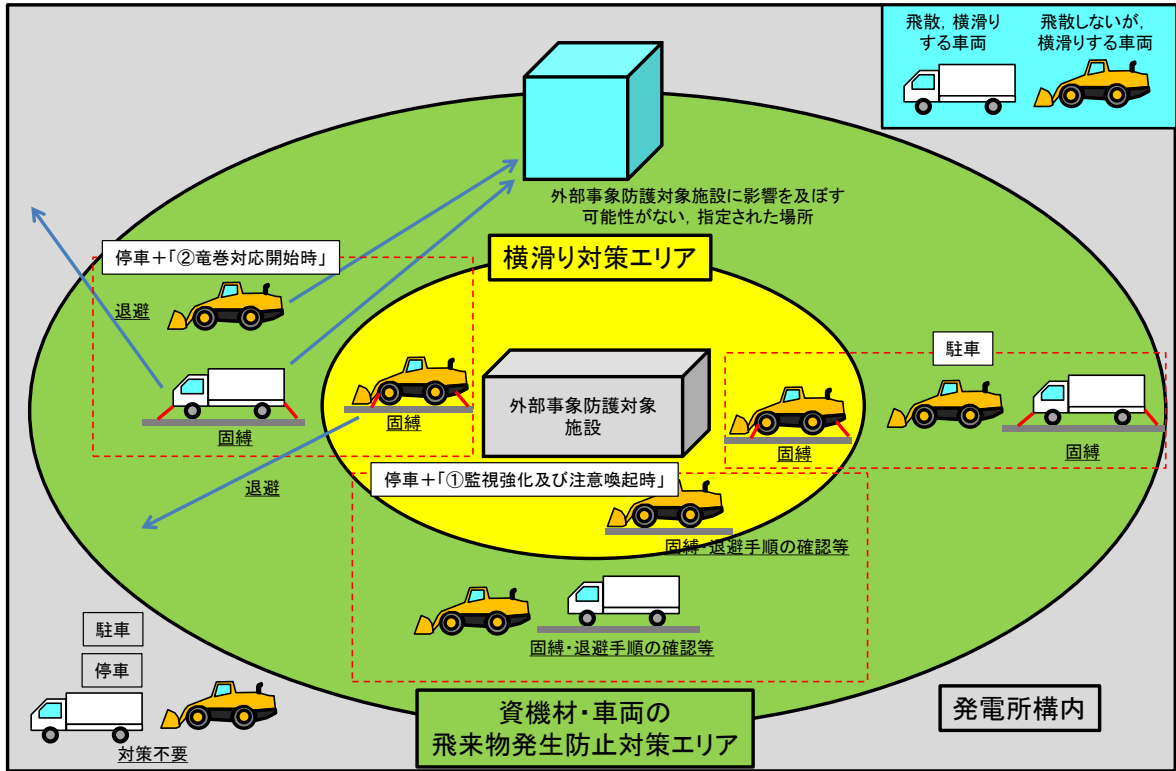 飛散，横滑り
する車両
飛散しないが，
横滑りする車両
外部事象防護対象施設に影響を及ぼす
可能性がない，指定された場所
横滑り対策エリア
停車＋「②竜巻対応開始時」
退避
固縛
固縛
退避
外部事象防護対象
施設
駐車
固縛
固縛
停車＋「①監視強化及び注意喚起時」
固縛・退避手順の確認等
固縛・退避手順の確認等
駐車
停車
対策不要
資機材・車両の
飛来物発生防止対策エリア
発電所構内